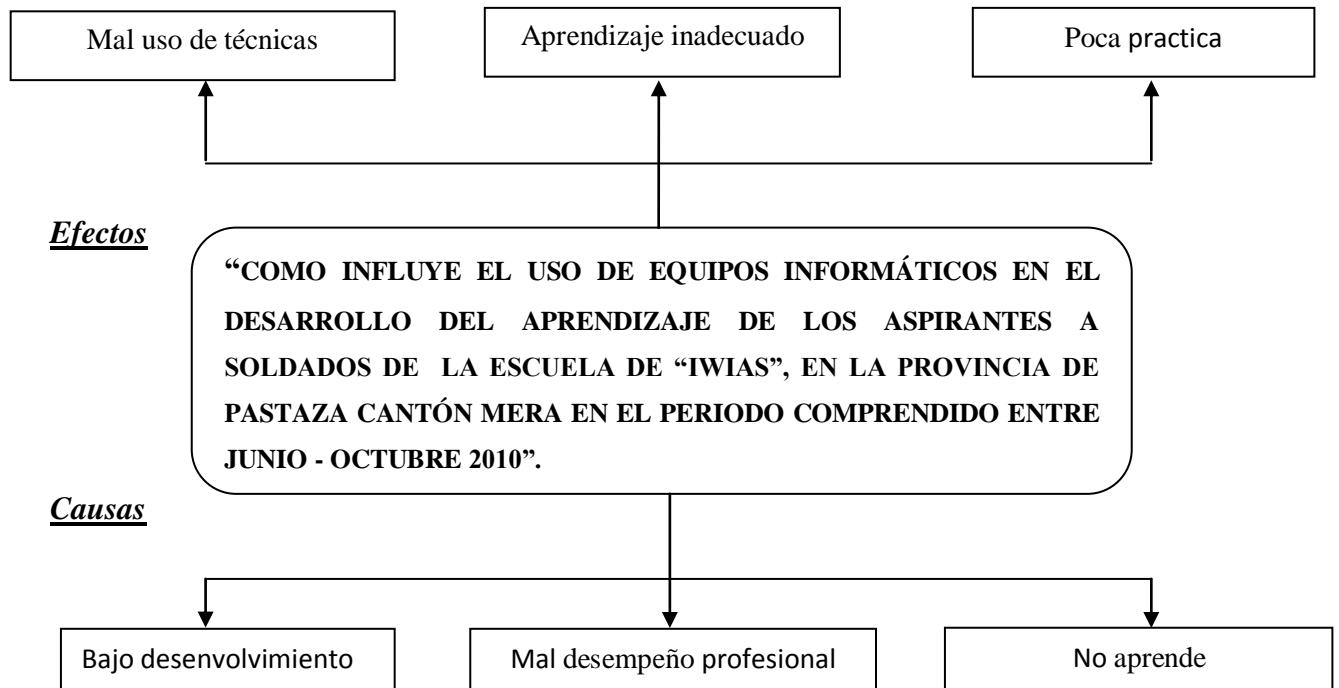 Mal uso de técnicas
Aprendizaje inadecuado
Poca practica
Efectos
“COMO INFLUYE EL USO DE EQUIPOS INFORMÁTICOS EN EL
DESARROLLO DEL APRENDIZAJE DE LOS ASPIRANTES A
SOLDADOS DE LA ESCUELA DE “IWIAS”, EN LA PROVINCIA DE
PASTAZA CANTÓN MERA EN EL PERIODO COMPRENDIDO ENTRE
JUNIO - OCTUBRE 2010”.
Causas
Bajo desenvolvimiento
Mal desempeño profesional
No aprende